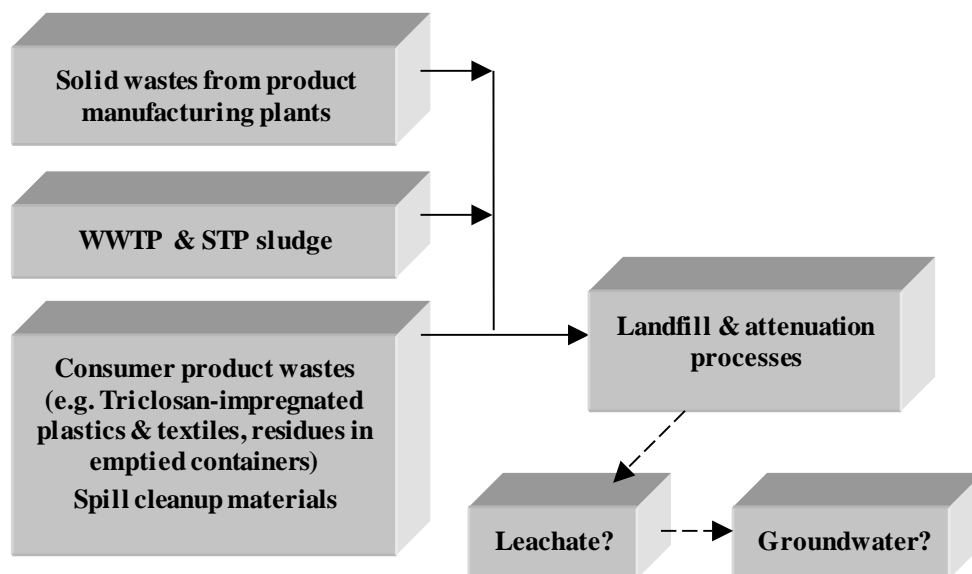 Solid wastes from product
manufacturing plants
WWTP & STP sludge
Consumer product wastes
(e.g. Triclosan-impregnated
plastics & textiles, residues in
emptied containers)
Spill cleanup materials
Landfill & attenuation
processes
Leachate?
Groundwater?